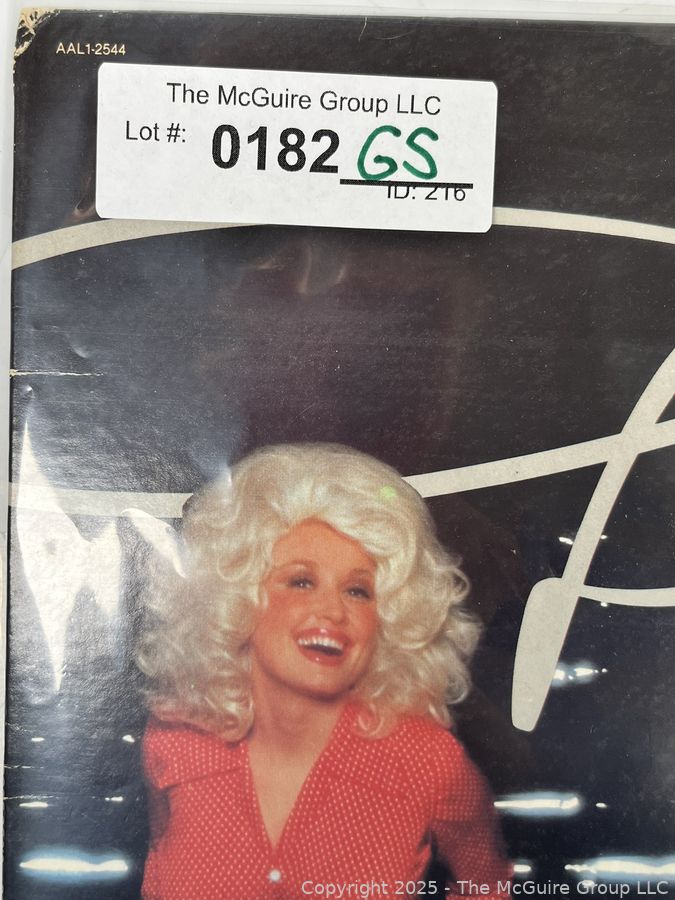 AAL1-2544
The McGuire Group LLC
Lot #: 0182 GS
ID: 216
Copyright 2025 - The McGuire Group LLC